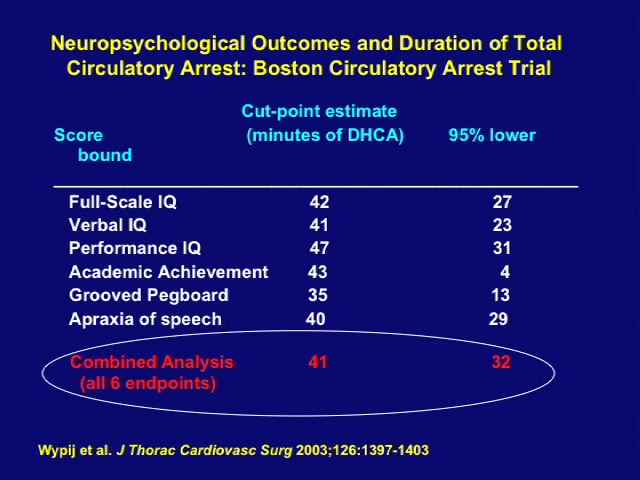 Neuropsychological Outcomes and Duration of Total
Circulatory Arrest: Boston Circulatory Arrest Trial
Cut-point estimate
Score (minutes of DHCA) 95% lower
bound
Full-Scale IQ 42 27
Verbal IQ 41 23
Performance IQ 47 31
Academic Achievement 43 4
Grooved Pegboard 35 13
Apraxia of speech 40 29
Combined Analysis 41 32
(all 6 endpoints)
Wypij et al. J Thorac Cardiovasc Surg 2003;126:1397-1403